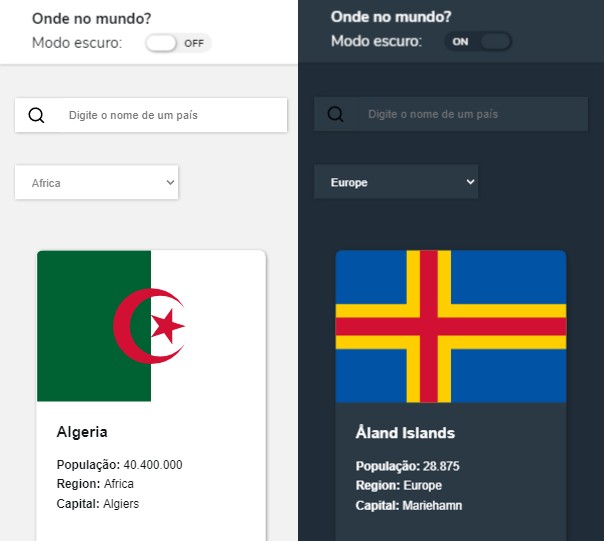 Onde no mundo?
Modo escuro: OFF
Digite o nome de um país
Africa
Algeria
População: 40.400.000
Region: Africa
Capital: Algiers
Onde no mundo?
Modo escuro: ON
Digite o nome de um país
Europe
Åland Islands
População: 28.875
Region: Europe
Capital: Mariehamn